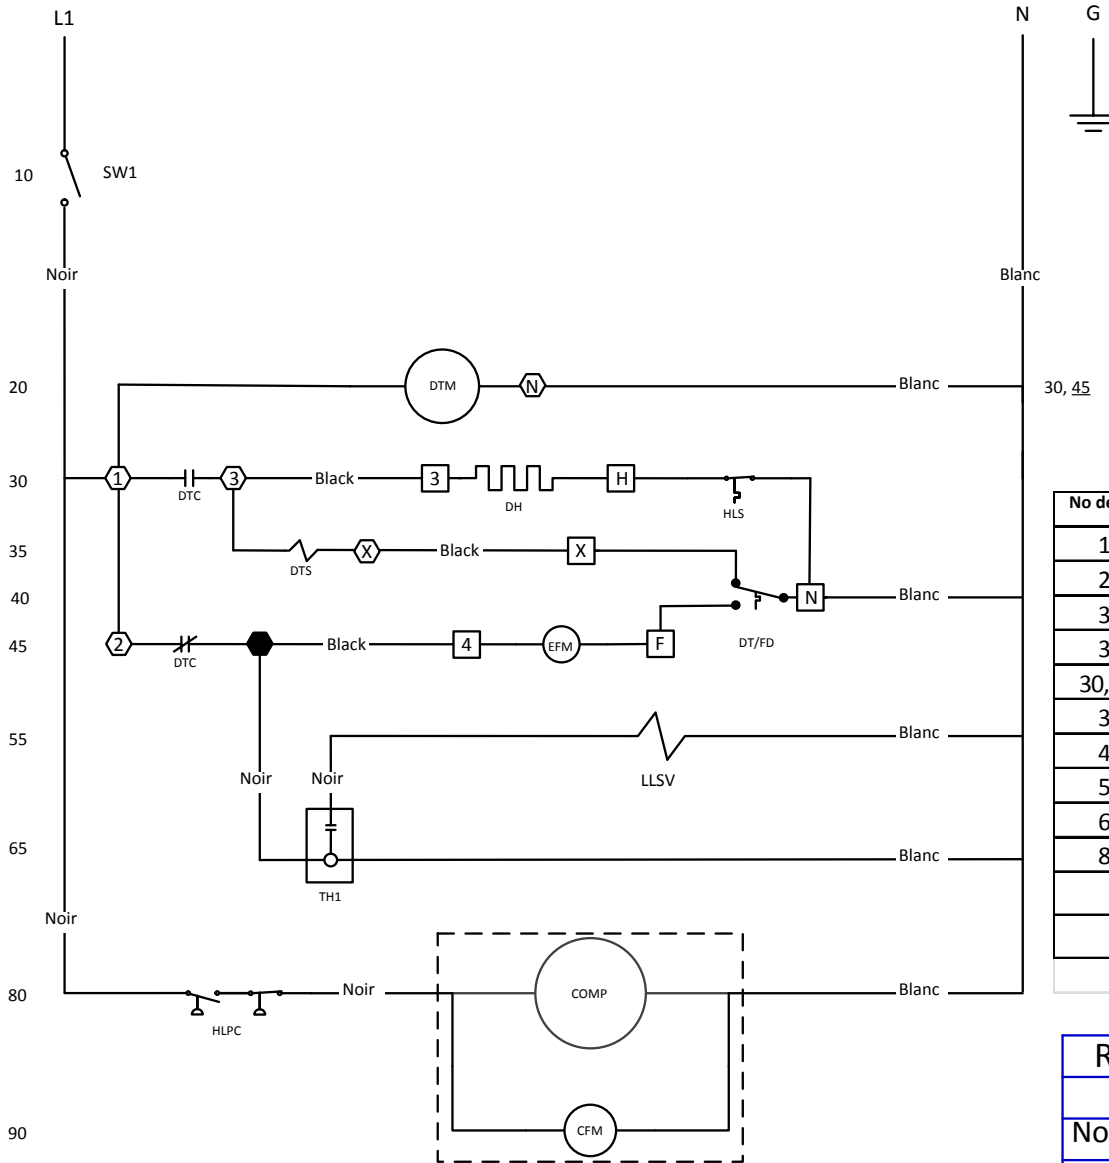 L1
N
G
10
SW1
Noir
Blanc
20
DTM
N
Blanc
30, 45
30
1
DTC
3
Black
3
DH
H
HLS
35
DTS
X
Black
X
40
N
Blanc
45
2
DTC
Black
4
EFM
F
DT/FD
55
Blanc
LLSV
Noir
Noir
65
Blanc
TH1
Noir
80
HLPC
Noir
COMP
Blanc
90
CFM
No de
1
2
3
3
30,
3
4
5
6
8
R
No